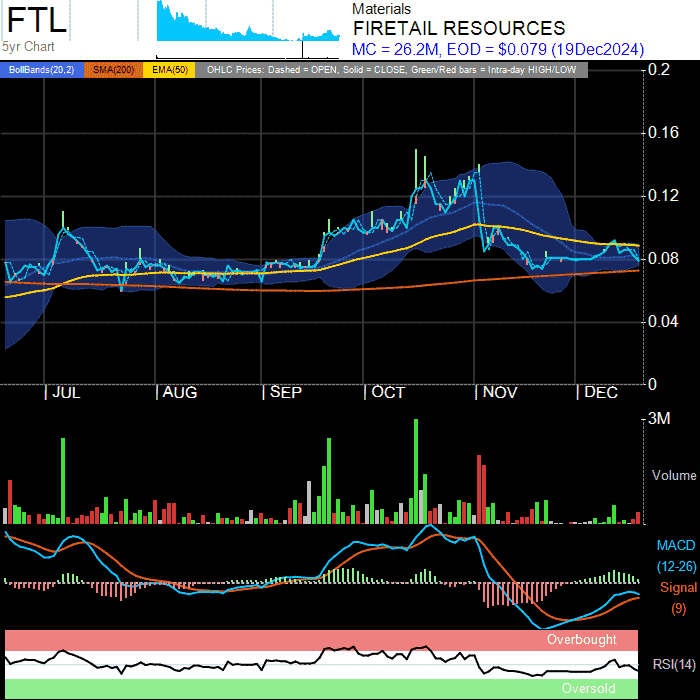 FTL
5yr Chart
Materials
FIRETAIL RESOURCES
MC = 26.2M, EOD = $0.079 (19Dec2024)
BollBands(20,2) SMA(200) EMA(50) OHLC Prices: Dashed = OPEN, Solid = CLOSE, Green/Red bars = Intra-day HIGH/LOW
0.2
0.16
0.12
0.08
0.04
0
| JUL | AUG | SEP | OCT | NOV | DEC
3M
Volume
MACD
(12-26)
Signal
(9)
Overbought
RSI(14)
Oversold